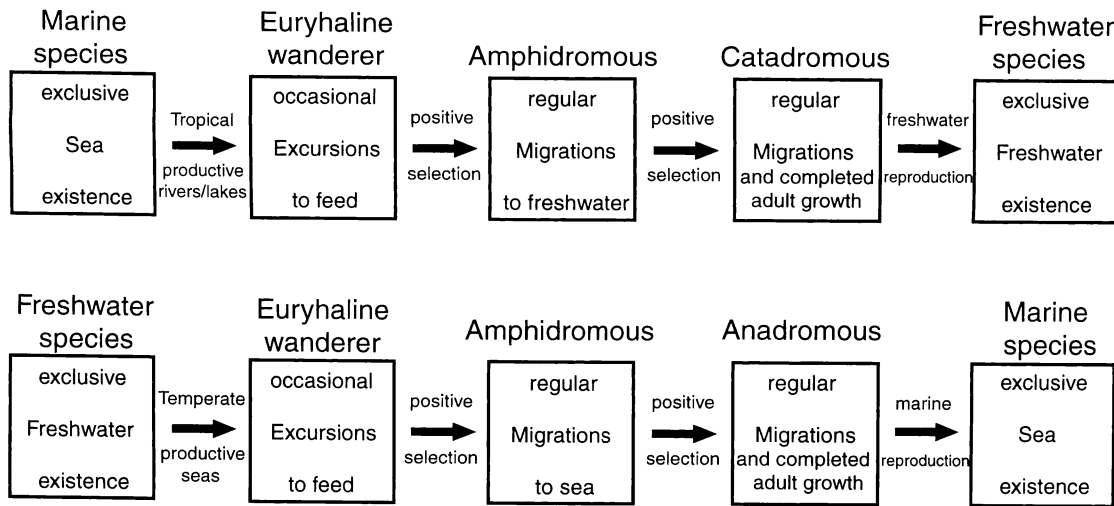 Marine
species
exclusive
Sea
existence
Tropical
productive
rivers/lakes
Euryhaline
wanderer
occasional
Excursions
to feed
positive
selection
Amphidromous
regular
Migrations
to freshwater
positive
selection
Catadromous
regular
Migrations
and completed
adult growth
freshwater
reproduction
Freshwater
species
exclusive
Freshwater
existence
Freshwater
species
exclusive
Freshwater
existence
Temperate
productive
seas
Euryhaline
wanderer
occasional
Excursions
to feed
positive
selection
Amphidromous
regular
Migrations
to sea
positive
selection
Anadromous
regular
Migrations
and completed
adult growth
marine
reproduction
Marine
species
exclusive
Sea
existence